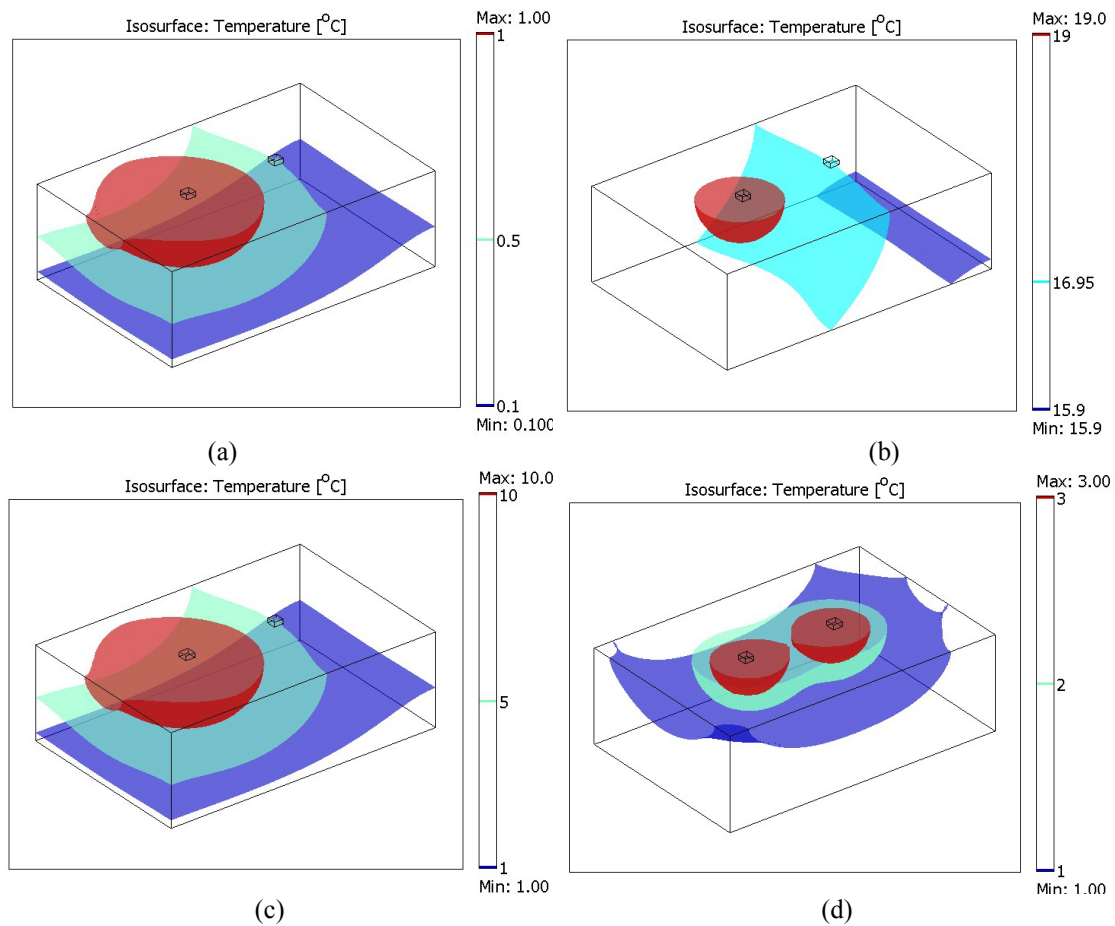 Isosurface: Temperature [°C]
Max: 1.00
1
0.5
0.1
Min: 0.100
(a)
Isosurface: Temperature [°C]
Max: 19.0
19
16.95
15.9
Min: 15.9
(b)
Isosurface: Temperature [°C]
Max: 10.0
10
5
1
Min: 1.00
(c)
Isosurface: Temperature [°C]
Max: 3.00
3
2
1
Min: 1.00
(d)